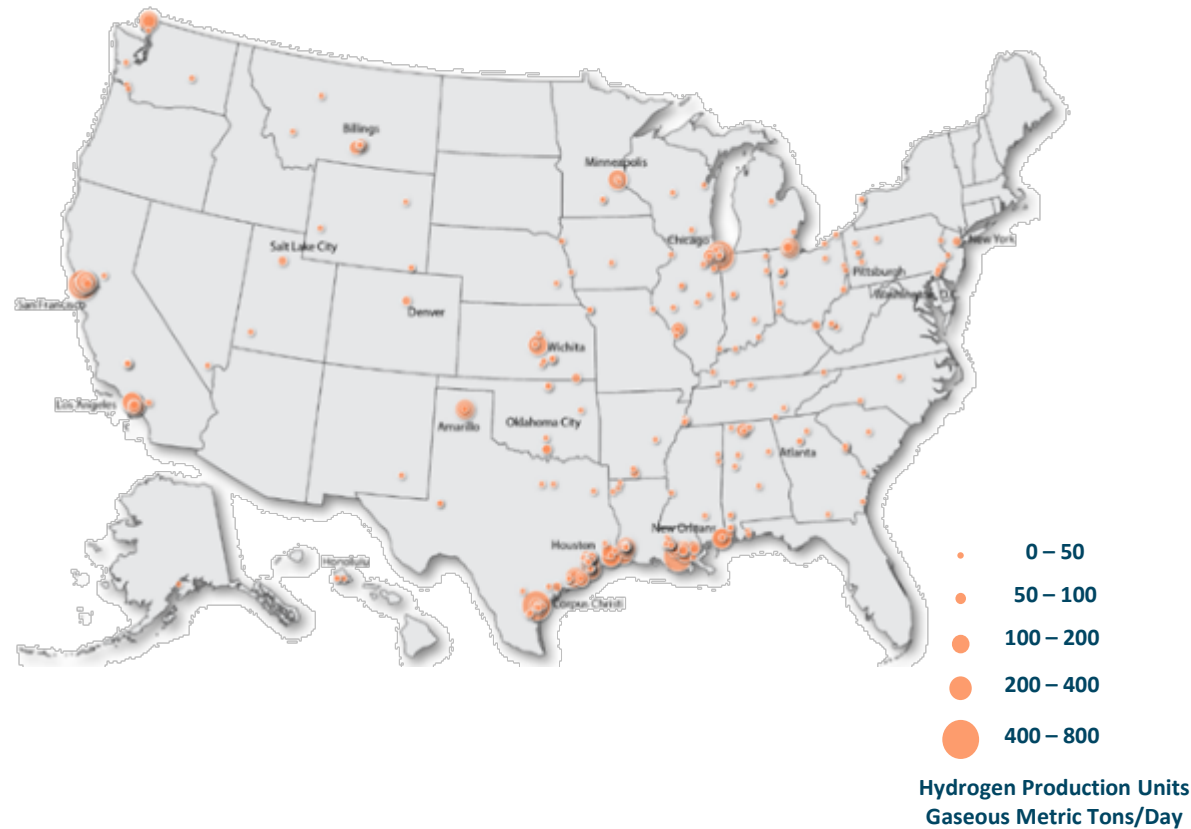 Billings
Minneapolis
Chicago
New York
Salt Lake City
Pittsburgh
San Francisco
Washington, D.C.
Denver
Wichita
Los Angeles
Amarillo
Oklahoma City
Atlanta
New Orleans
Houston
Honolulu
Corpus Christi
0 – 50
50 – 100
100 – 200
200 – 400
400 – 800
Hydrogen Production Units
Gaseous Metric Tons/Day